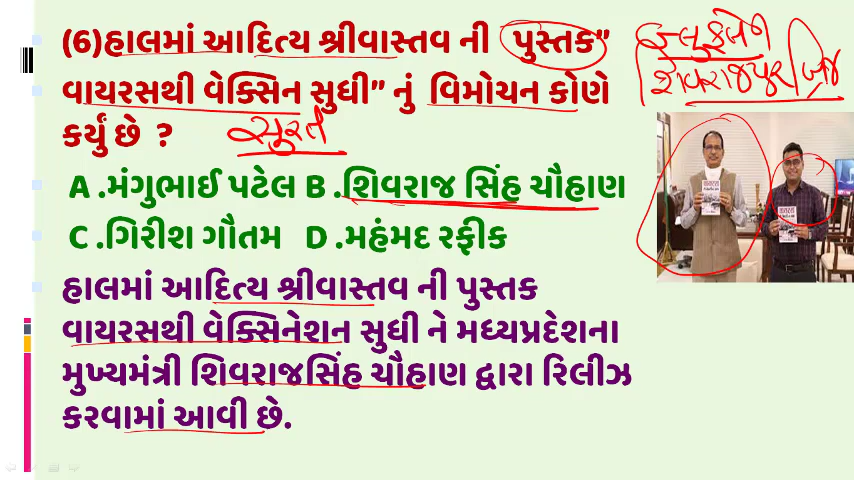 (6)હાલમાં આદિત્ય શ્રીવાસ્તવ ની પુસ્તક”
વાયરસથી વેક્સિન સુધી” નું વિમોચન કોણે
કર્યું છે ?
સુરત
A .મંગુભાઈ પટેલ B .શિવરાજ સિંહ ચૌહાણ
C .ગિરીશ ગૌતમ D .મહંમદ રફીક
હાલમાં આદિત્ય શ્રીવાસ્તવ ની પુસ્તક
વાયરસથી વેક્સિનેશન સુધી ને મધ્યપ્રદેશના
મુખ્યમંત્રી શિવરાજસિંહ ચૌહાણ દ્વારા રિલીઝ
કરવામાં આવી છે.
શિવરાજપુર બીચ